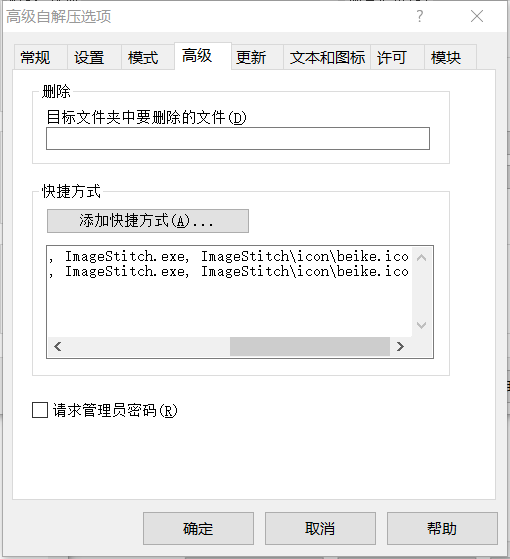 高级自解压选项
?
常规 设置 模式 高级 更新 文本和图标 许可 模块
删除
目标文件夹中要删除的文件(D)
快捷方式
添加快捷方式(A)...
, ImageStitch.exe, ImageStitch\icon\beike.ico
, ImageStitch.exe, ImageStitch\icon\beike.ico
请求管理员密码(R)
确定 取消 帮助